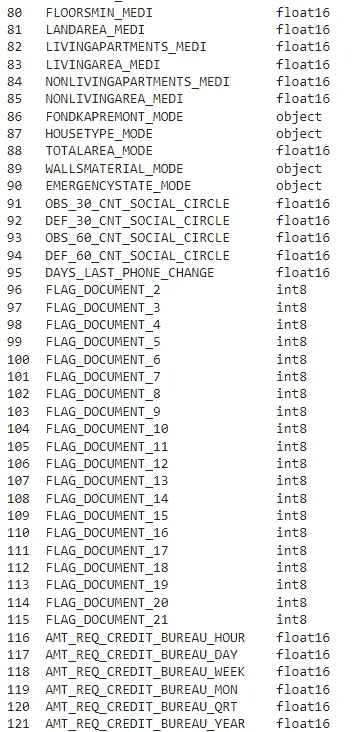 80 FLOORSMIN_MEDI float16
81 LANDAREA_MEDI float16
82 LIVINGAPARTMENTS_MEDI float16
83 LIVINGAREA_MEDI float16
84 NONLIVINGAPARTMENTS_MEDI float16
85 NONLIVINGAREA_MEDI float16
86 FONDKAPREMONT_MODE object
87 HOUSETYPE_MODE object
88 TOTALAREA_MODE float16
89 WALLSMATERIAL_MODE object
90 EMERGENCYSTATE_MODE object
91 OBS_30_CNT_SOCIAL_CIRCLE float16
92 DEF_30_CNT_SOCIAL_CIRCLE float16
93 OBS_60_CNT_SOCIAL_CIRCLE float16
94 DEF_60_CNT_SOCIAL_CIRCLE float16
95 DAYS_LAST_PHONE_CHANGE float16
96 FLAG_DOCUMENT_2 int8
97 FLAG_DOCUMENT_3 int8
98 FLAG_DOCUMENT_4 int8
99 FLAG_DOCUMENT_5 int8
100 FLAG_DOCUMENT_6 int8
101 FLAG_DOCUMENT_7 int8
102 FLAG_DOCUMENT_8 int8
103 FLAG_DOCUMENT_9 int8
104 FLAG_DOCUMENT_10 int8
105 FLAG_DOCUMENT_11 int8
106 FLAG_DOCUMENT_12 int8
107 FLAG_DOCUMENT_13 int8
108 FLAG_DOCUMENT_14 int8
109 FLAG_DOCUMENT_15 int8
110 FLAG_DOCUMENT_16 int8
111 FLAG_DOCUMENT_17 int8
112 FLAG_DOCUMENT_18 int8
113 FLAG_DOCUMENT_19 int8
114 FLAG_DOCUMENT_20 int8
115 FLAG_DOCUMENT_21 int8
116 AMT_REQ_CREDIT_BUREAU_HOUR float16
117 AMT_REQ_CREDIT_BUREAU_DAY float16
118 AMT_REQ_CREDIT_BUREAU_WEEK float16
119 AMT_REQ_CREDIT_BUREAU_MON float16
120 AMT_REQ_CREDIT_BUREAU_QRT float16
121 AMT_REQ_CREDIT_BUREAU_YEAR float16